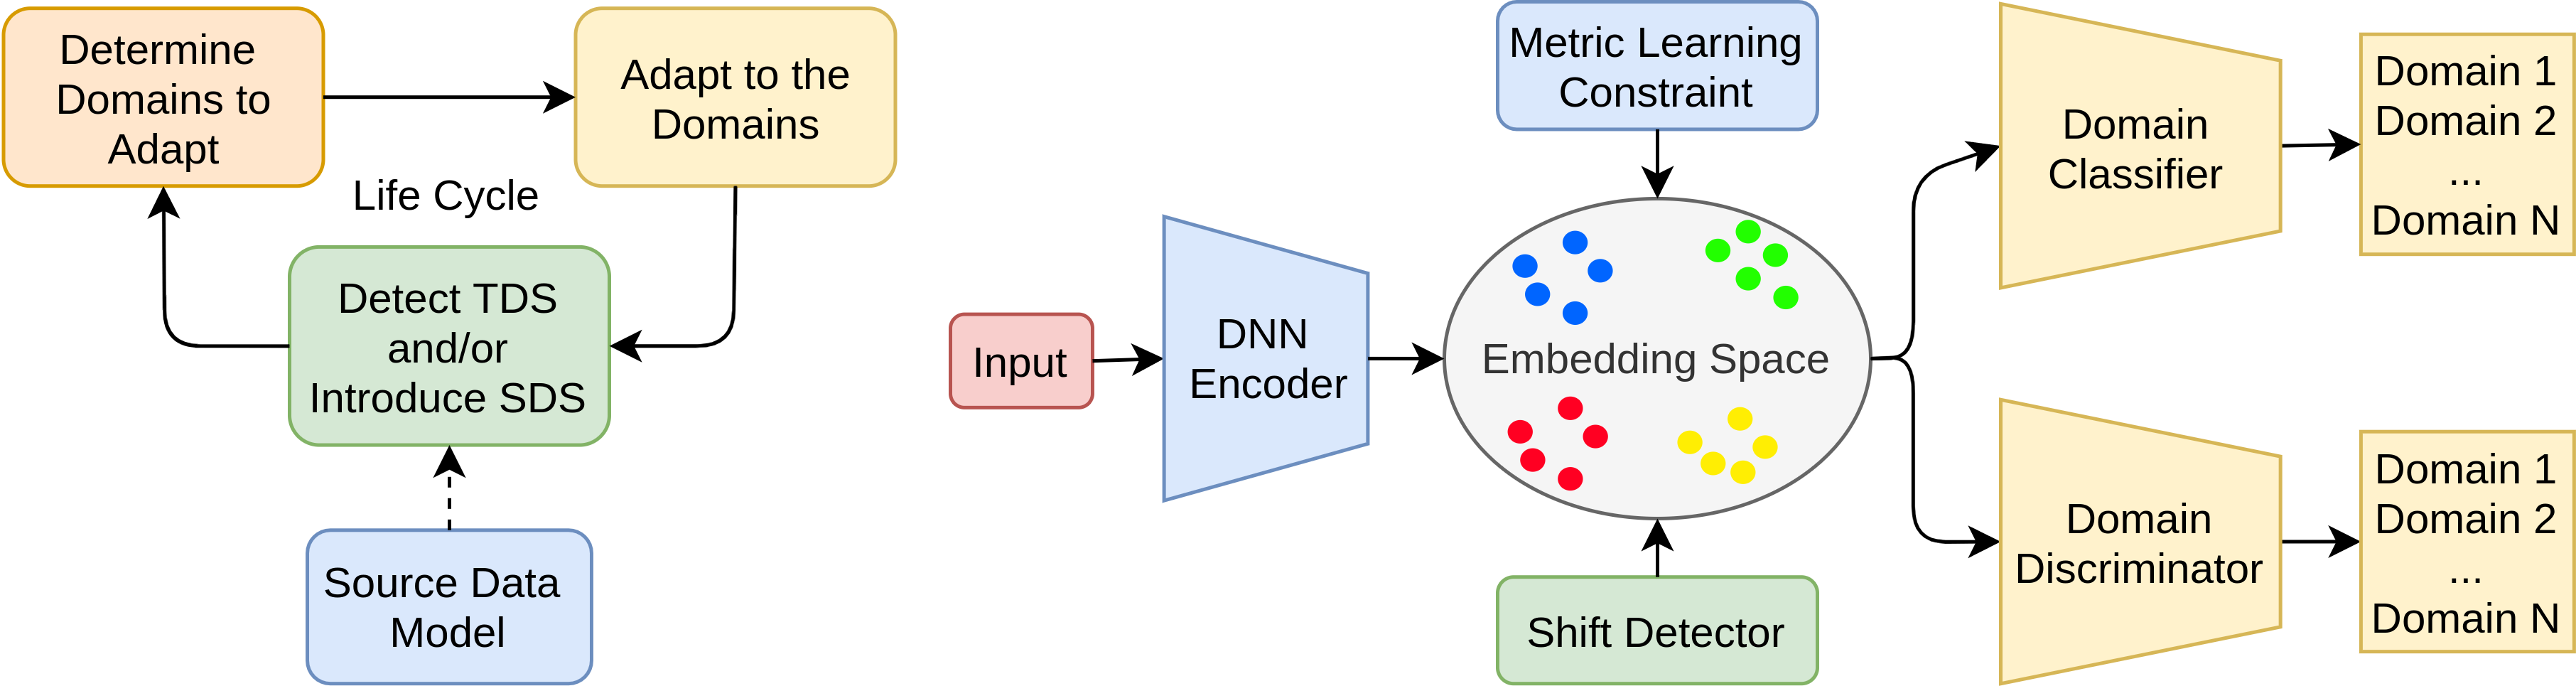 Determine
Domains to
Adapt
Adapt to the
Domains
Life Cycle
Detect TDS
and/or
Introduce SDS
Source Data
Model
Input
DNN
Encoder
Metric Learning
Constraint
Embedding Space
Shift Detector
Domain
Classifier
Domain 1
Domain 2
...
Domain N
Domain
Discriminator
Domain 1
Domain 2
...
Domain N